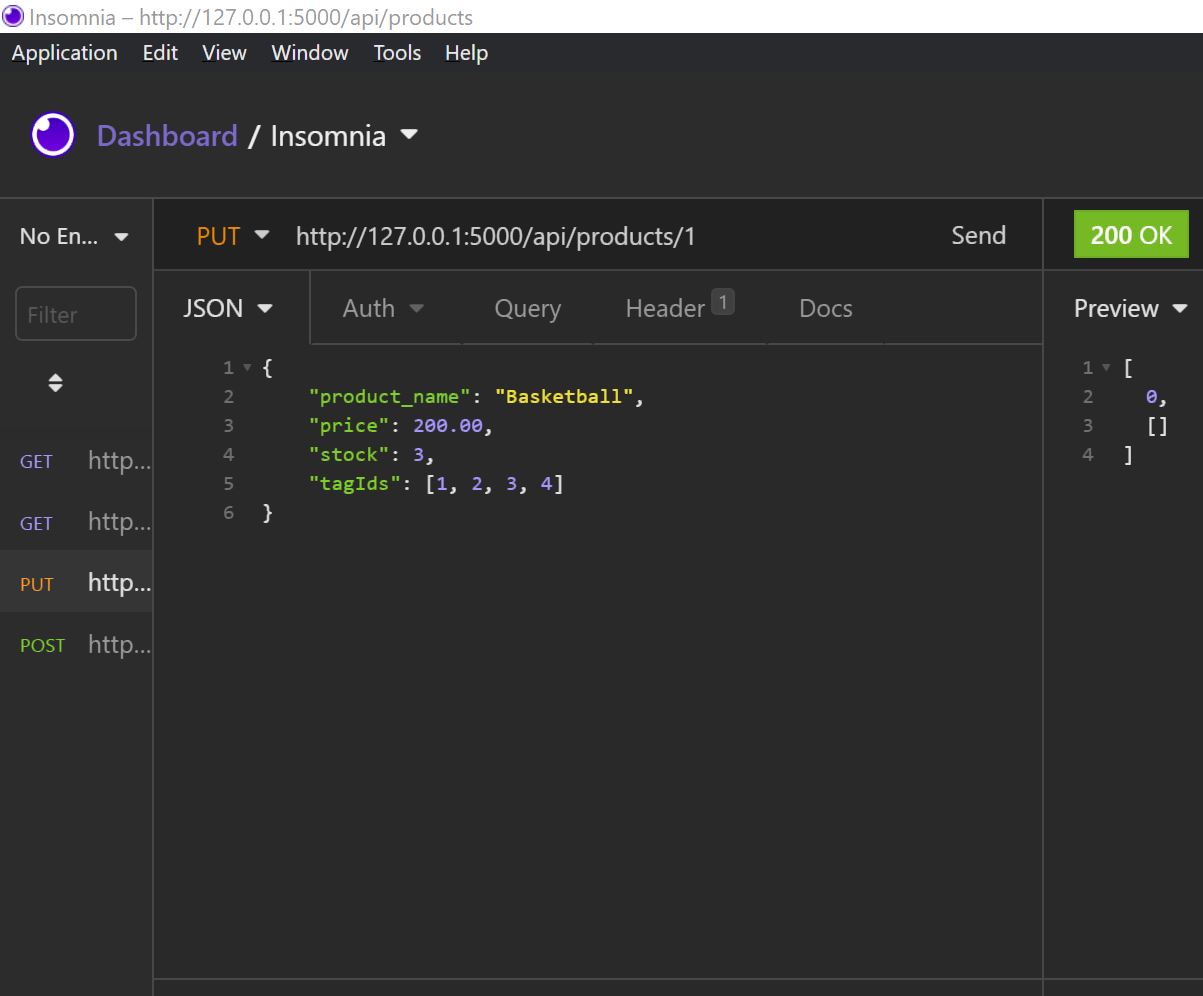 Insomnia – http://127.0.0.1:5000/api/products
Application Edit View Window Tools Help
Dashboard / Insomnia
No En... PUT http://127.0.0.1:5000/api/products/1 Send 200 OK
Filter JSON Auth Query Header 1 Docs Preview
1 {
2 "product_name": "Basketball",
3 "price": 200.00,
4 "stock": 3,
5 "tagIds": [1, 2, 3, 4]
6 }
1 [
2 0,
3 []
4 ]
GET http...
GET http...
PUT http...
POST http...